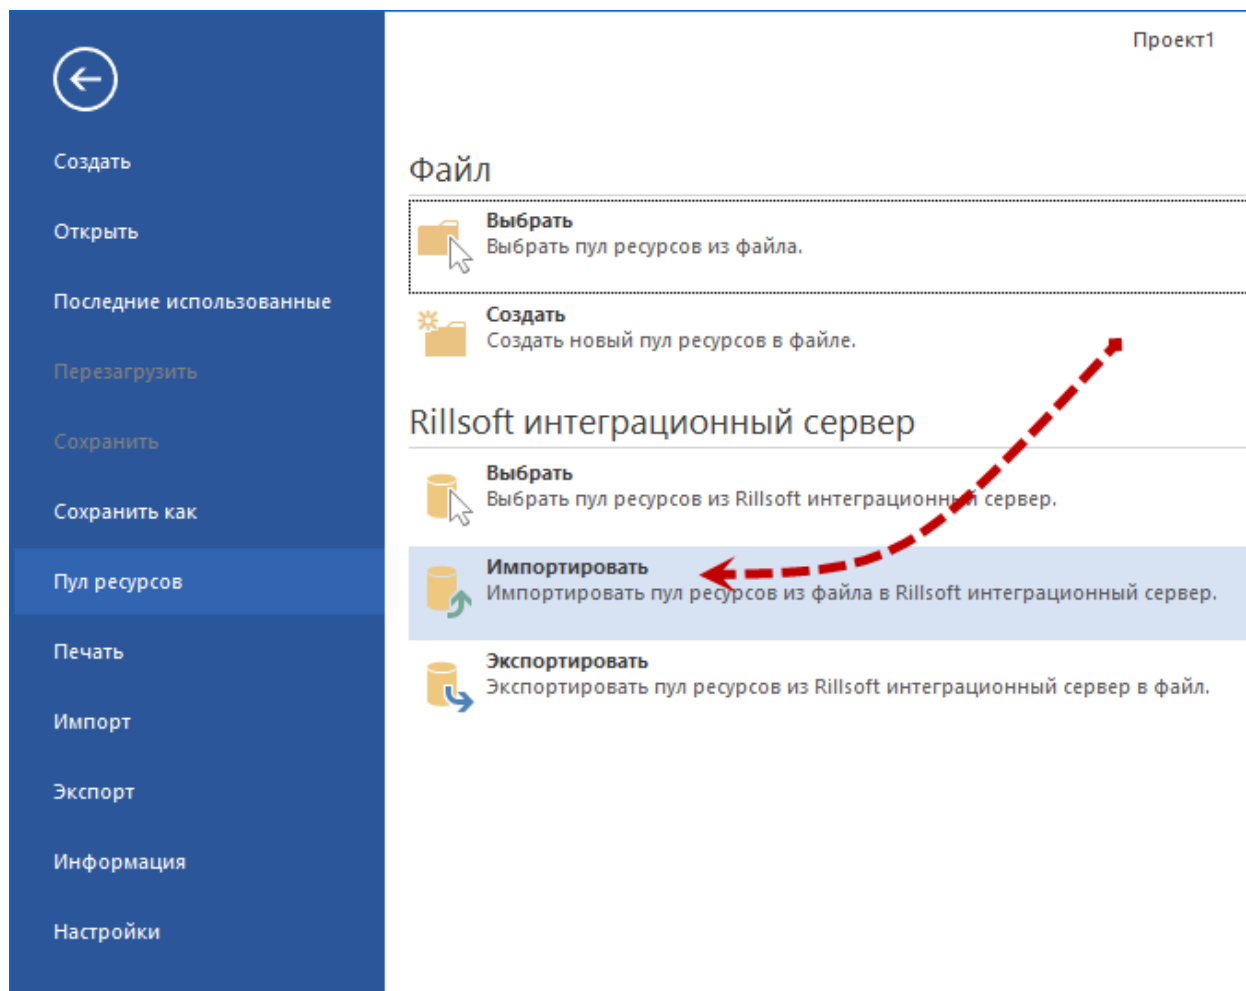 Проект1
Создать
Открыть
Последние использованные
Перезагрузить
Сохранить
Сохранить как
Пул ресурсов
Печать
Импорт
Экспорт
Информация
Настройки
Файл
Выбрать
Выбрать пул ресурсов из файла.
Создать
Создать новый пул ресурсов в файле.
Rillsoft интеграционный сервер
Выбрать
Выбрать пул ресурсов из Rillsoft интеграционный сервер.
Импортировать
Импортировать пул ресурсов из файла в Rillsoft интеграционный сервер.
Экспортировать
Экспортировать пул ресурсов из Rillsoft интеграционный сервер в файл.